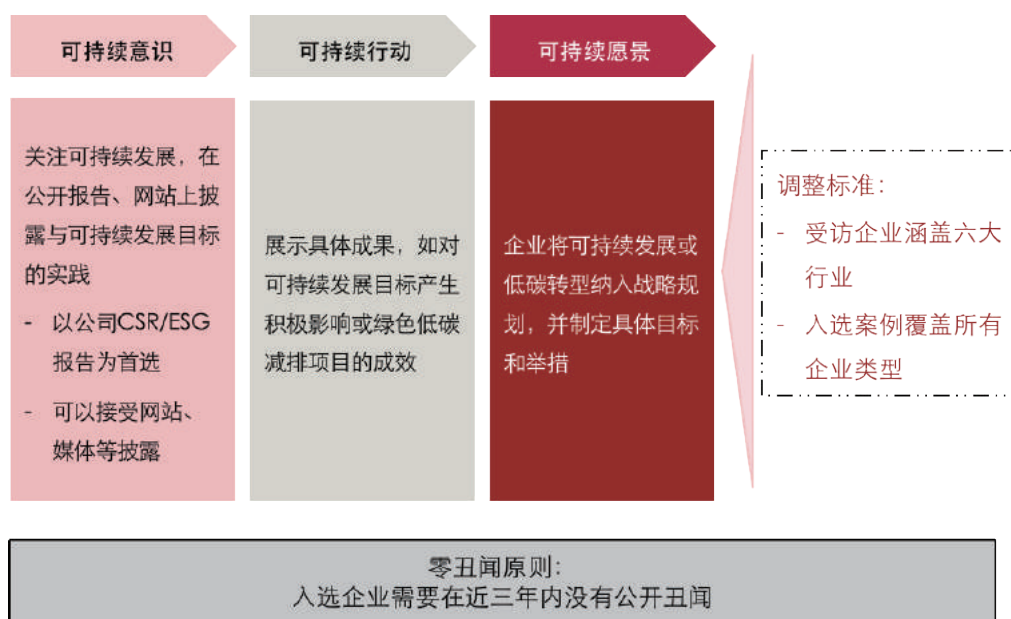 可持续意识
可持续行动
可持续愿景
关注可持续发展，在
公开报告、网站上披
露与可持续发展目标
的实践
- 以公司CSR/ESG
报告为首选
- 可以接受网站、
媒体等披露
展示具体成果，如对
可持续发展目标产生
积极影响或绿色低碳
减排项目的成效
企业将可持续发展或
低碳转型纳入战略规
划，并制定具体目标
和举措
调整标准：
- 受访企业涵盖六大
行业
- 入选案例覆盖所有
企业类型
零丑闻原则：
入选企业需要在近三年内没有公开丑闻